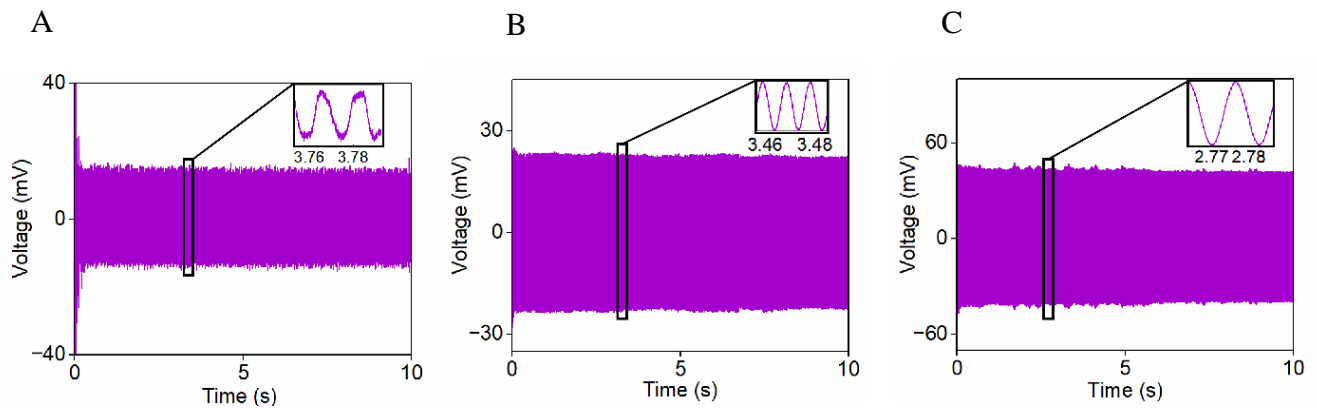 A
40
0
−40
Voltage (mV)
3.76 3.78
0 5 10
Time (s)
B
30
0
−30
Voltage (mV)
3.46 3.48
0 5 10
Time (s)
C
60
0
−60
Voltage (mV)
2.77 2.78
0 5 10
Time (s)